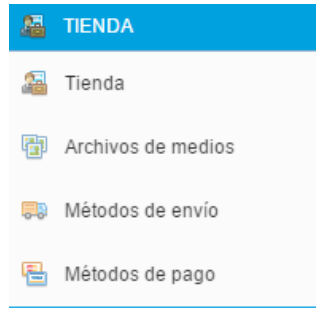 TIENDA
Tienda
Archivos de medios
Métodos de envío
Métodos de pago